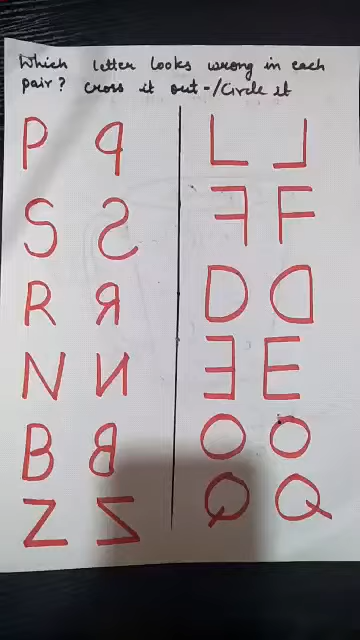 Which letter looks wrong in each
pair? cross it out-/Circle it
P ꟼ
S Ƨ
R Я
N И
B ᗺ
Z Ƹ
L ⅃
ꟻ F
D ᗡ
Ǝ E
O O
Ọ Q